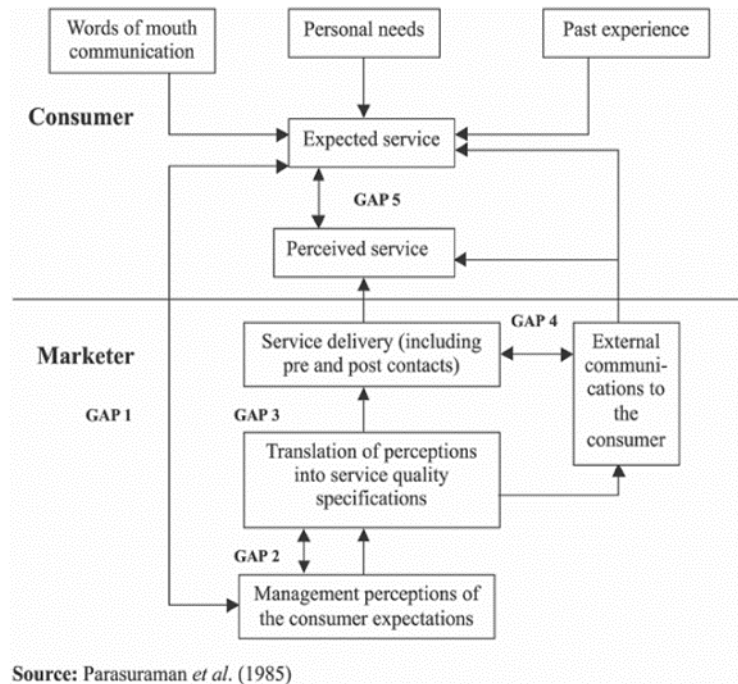 Words of mouth
communication
Personal needs
Past experience
Consumer
Expected service
GAP 5
Perceived service
GAP 4
Marketer
Service delivery (including
pre and post contacts)
External
communi-
cations to
the
consumer
GAP 1
GAP 3
Translation of perceptions
into service quality
specifications
GAP 2
Management perceptions of
the consumer expectations
Source: Parasuraman et al. (1985)